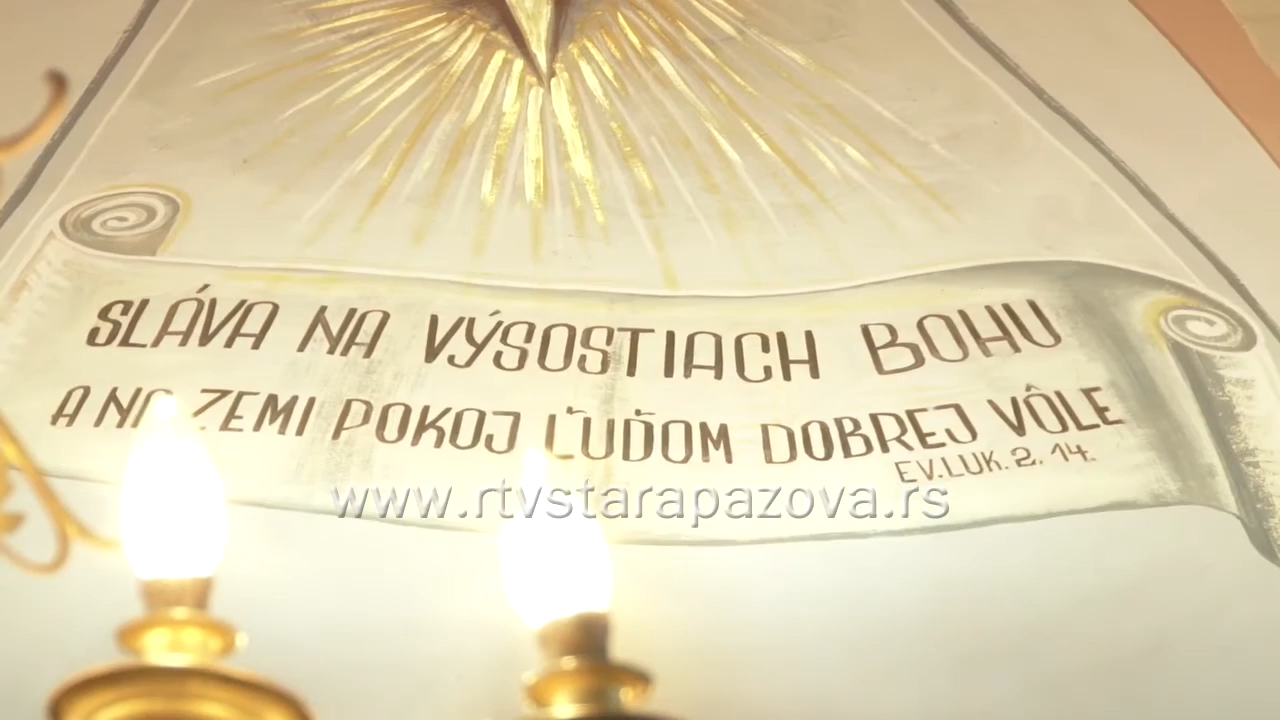 SLÁVA NA VÝSOSTIACH BOHU
A NA ZEMI POKOJ ĽUĎOM DOBREJ VÔLE
EV.LUK. 2. 14.
www.rtvstarapazova.rs